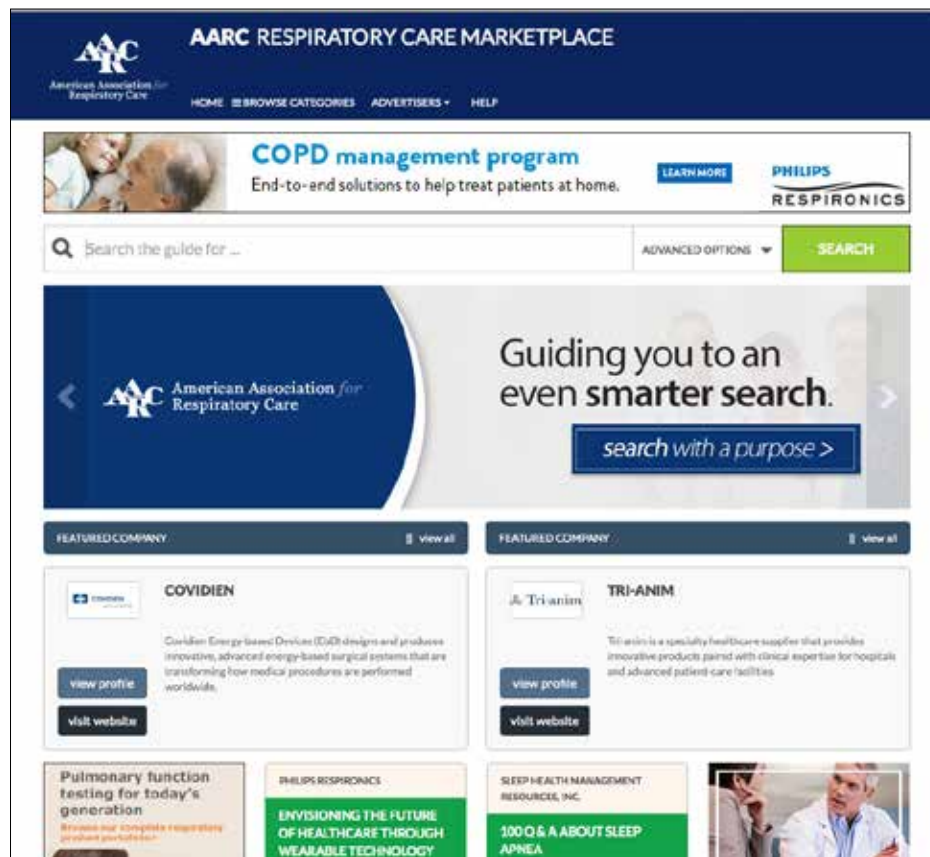 AARC RESPIRATORY CARE MARKETPLACE
AARC
American Association for
Respiratory Care
HOME BROWSE CATEGORIES ADVERTISERS HELP
COPD management program
End-to-end solutions to help treat patients at home.
LEARN MORE
PHILIPS
RESPIRONICS
Search the guide for ...
ADVANCED OPTIONS
SEARCH
AARC
American Association for
Respiratory Care
Guiding you to an
even smarter search.
search with a purpose >
FEATURED COMPANY view all
FEATURED COMPANY view all
COVIDIEN
COVIDIEN
Covidien Energy-based Devices (EbD) designs and produces
innovative, advanced energy-based surgical systems that are
transforming how medical procedures are performed
worldwide.
view profile
visit website
Tri-anim
TRI-ANIM
Tri-anim is a specialty healthcare supplier that provides
innovative products paired with clinical expertise for hospitals
and advanced patient-care facilities
view profile
visit website
Pulmonary function
testing for today's
generation
Browse our complete respiratory
product portfolio>
PHILIPS RESPIRONICS
ENVISIONING THE FUTURE
OF HEALTHCARE THROUGH
WEARABLE TECHNOLOGY
SLEEP HEALTH MANAGEMENT
RESOURCES, INC.
100 Q & A ABOUT SLEEP
APNEA